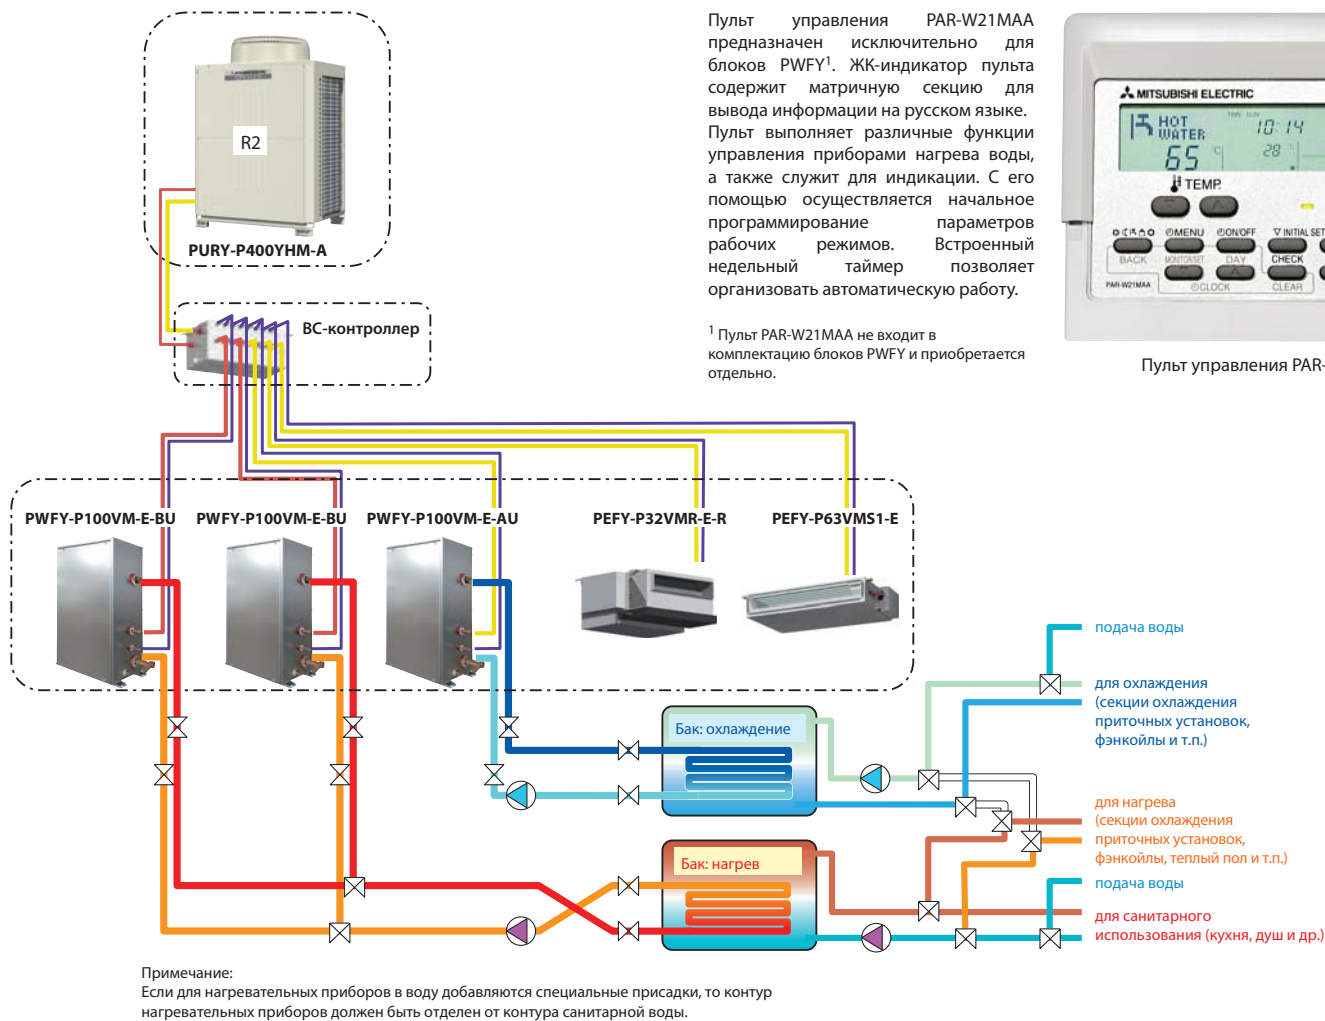 R2
PURY-P400YHM-A
BC-контроллер
Пульт управления PAR-W21MAA
предназначен исключительно для
блоков PWFY¹. ЖК-индикатор пульта
содержит матричную секцию для
вывода информации на русском языке.
Пульт выполняет различные функции
управления приборами нагрева воды,
а также служит для индикации. С его
помощью осуществляется начальное
программирование параметров
рабочих режимов. Встроенный
недельный таймер позволяет
организовать автоматическую работу.
¹ Пульт PAR-W21MAA не входит в
комплектацию блоков PWFY и приобретается
отдельно.
MITSUBISHI ELECTRIC
HOT
WATER
10:14
65 °C
28 °C
TEMP.
MENU ON/OFF INITIAL SET
BACK MONITOR/SET DAY CHECK
PAR-W21MAA CLOCK CLEAR
Пульт управления PAR-
PWFY-P100VM-E-BU PWFY-P100VM-E-BU PWFY-P100VM-E-AU PEFY-P32VMR-E-R PEFY-P63VMS1-E
подача воды
для охлаждения
(секции охлаждения
приточных установок,
фэнкойлы и т.п.)
Бак: охлаждение
для нагрева
(секции охлаждения
приточных установок,
фэнкойлы, теплый пол и т.п.)
Бак: нагрев
подача воды
для санитарного
использования (кухня, душ и др.)
Примечание:
Если для нагревательных приборов в воду добавляются специальные присадки, то контур
нагревательных приборов должен быть отделен от контура санитарной воды.